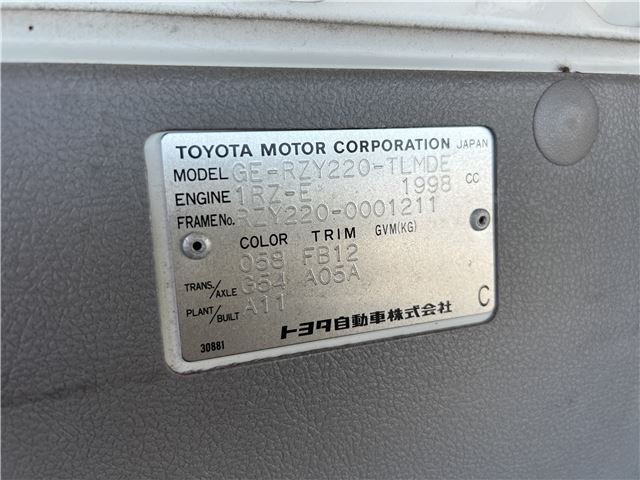 TOYOTA MOTOR CORPORATION JAPAN
MODEL GE-RZY220-TLMDE
ENGINE 1RZ-E 1998 CC
FRAME No. RZY220-0001211
COLOR TRIM GVM(KG)
058 FB12
TRANS./AXLE G54 A05A
PLANT/BUILT A11
トヨタ自動車株式会社 C
30881